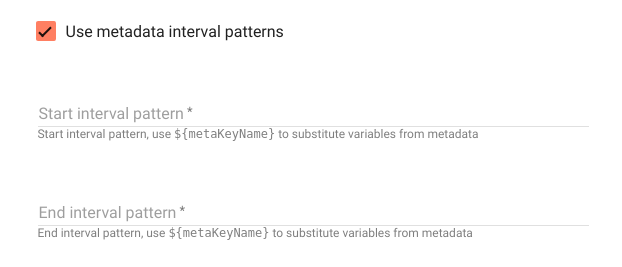 Use metadata interval patterns
Start interval pattern *
Start interval pattern, use ${metaKeyName} to substitute variables from metadata
End interval pattern *
End interval pattern, use ${metaKeyName} to substitute variables from metadata